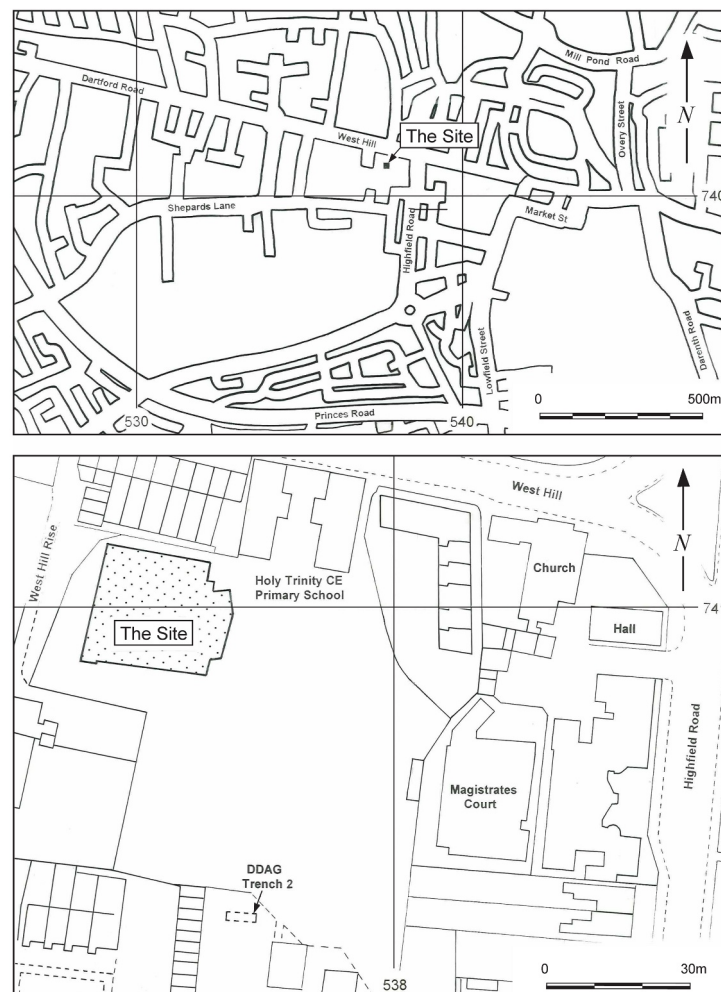 Mill Pond Road
Dartford Road
N
West Hill
The Site
Overy Street
740
Shepards Lane
Market St
Highfield Road
Darenth Road
Lowfield Street
0
500m
530
Princes Road
540
West Hill
N
West Hill Rise
Church
Holy Trinity CE
Primary School
74
The Site
Hall
Highfield Road
Magistrates
Court
DDAG
Trench 2
538
0
30m